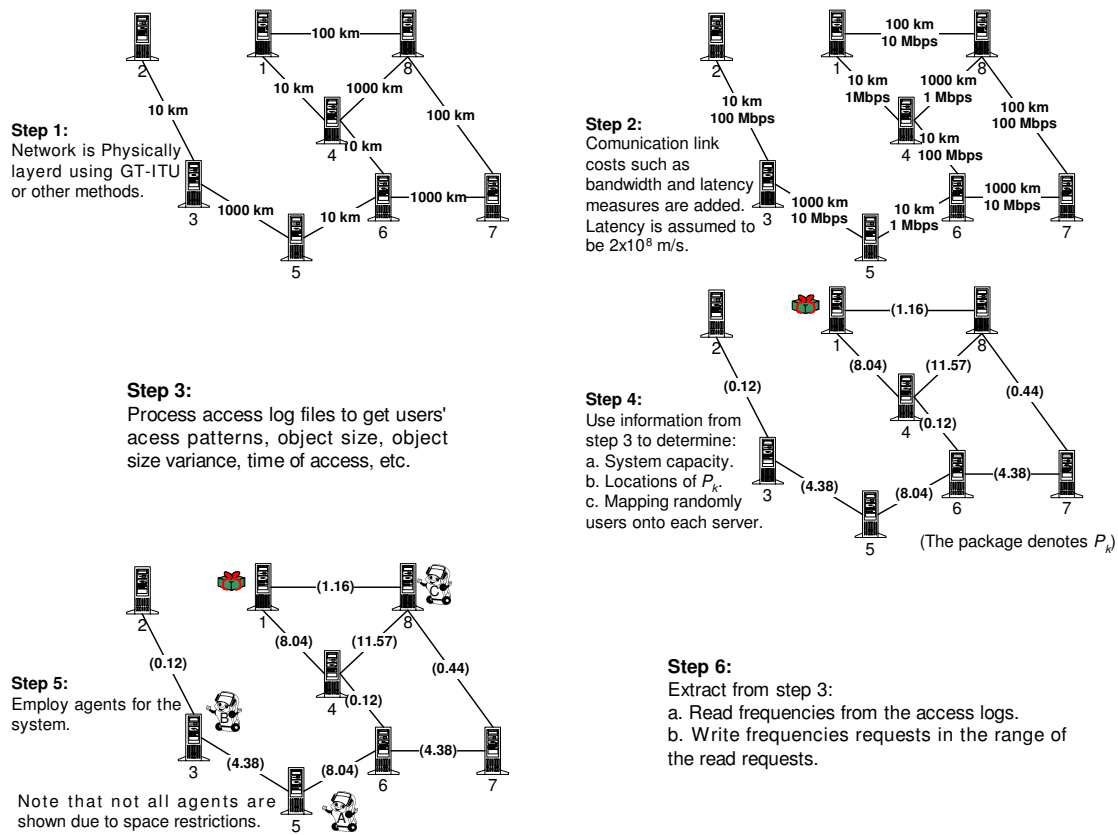 100 km
2
1
8
10 km
10 km
1000 km
100 km
4
10 km
Step 1:
Network is Physically
layerd using GT-ITU
or other methods.
3
1000 km
10 km
6
1000 km
7
5
100 km
10 Mbps
2
1
8
10 km
100 Mbps
10 km
1Mbps
1000 km
1 Mbps
100 km
100 Mbps
4
10 km
100 Mbps
Step 2:
Comunication link
costs such as
bandwidth and latency
measures are added.
Latency is assumed to
be 2x10⁸ m/s.
3
1000 km
10 Mbps
10 km
1 Mbps
6
1000 km
10 Mbps
7
5
Step 3:
Process access log files to get users'
acess patterns, object size, object
size variance, time of access, etc.
(1.16)
2
1
8
(0.12)
(8.04)
(11.57)
(0.44)
4
(0.12)
Step 4:
Use information from
step 3 to determine:
a. System capacity.
b. Locations of Pₖ.
c. Mapping randomly
users onto each server.
3
(4.38)
(8.04)
6
(4.38)
7
5
(The package denotes Pₖ)
(1.16)
C
2
1
8
(0.12)
(8.04)
(11.57)
(0.44)
4
(0.12)
Step 5:
Employ agents for the
system.
B
3
(4.38)
(8.04)
6
(4.38)
7
5
A
Note that not all agents are
shown due to space restrictions.
Step 6:
Extract from step 3:
a. Read frequencies from the access logs.
b. Write frequencies requests in the range of
the read requests.